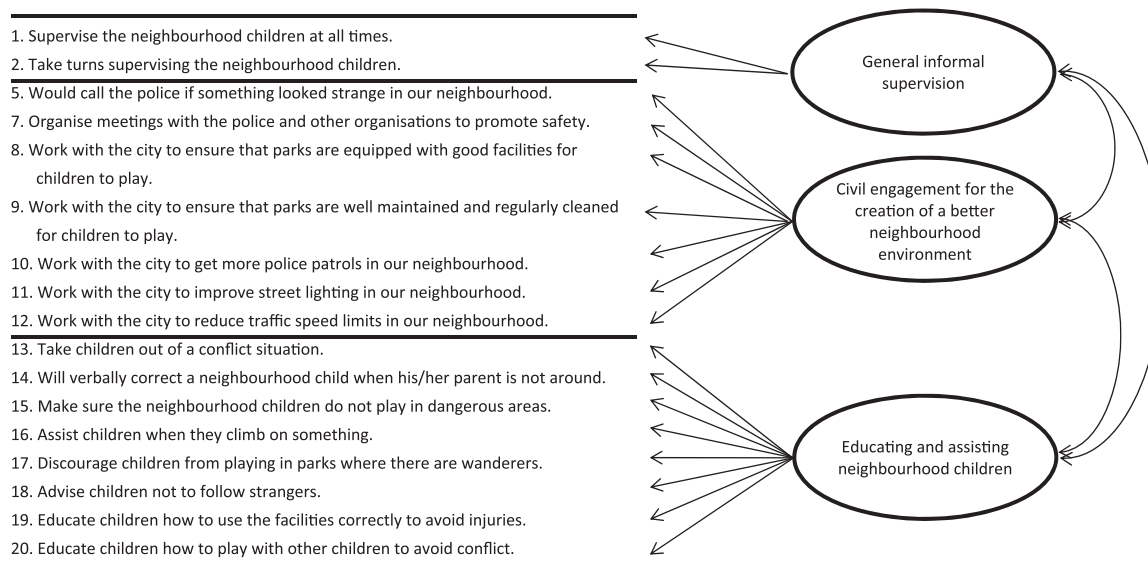 1. Supervise the neighbourhood children at all times.
2. Take turns supervising the neighbourhood children.
5. Would call the police if something looked strange in our neighbourhood.
7. Organise meetings with the police and other organisations to promote safety.
8. Work with the city to ensure that parks are equipped with good facilities for
children to play.
9. Work with the city to ensure that parks are well maintained and regularly cleaned
for children to play.
10. Work with the city to get more police patrols in our neighbourhood.
11. Work with the city to improve street lighting in our neighbourhood.
12. Work with the city to reduce traffic speed limits in our neighbourhood.
13. Take children out of a conflict situation.
14. Will verbally correct a neighbourhood child when his/her parent is not around.
15. Make sure the neighbourhood children do not play in dangerous areas.
16. Assist children when they climb on something.
17. Discourage children from playing in parks where there are wanderers.
18. Advise children not to follow strangers.
19. Educate children how to use the facilities correctly to avoid injuries.
20. Educate children how to play with other children to avoid conflict.
General informal
supervision
Civil engagement for the
creation of a better
neighbourhood
environment
Educating and assisting
neighbourhood children